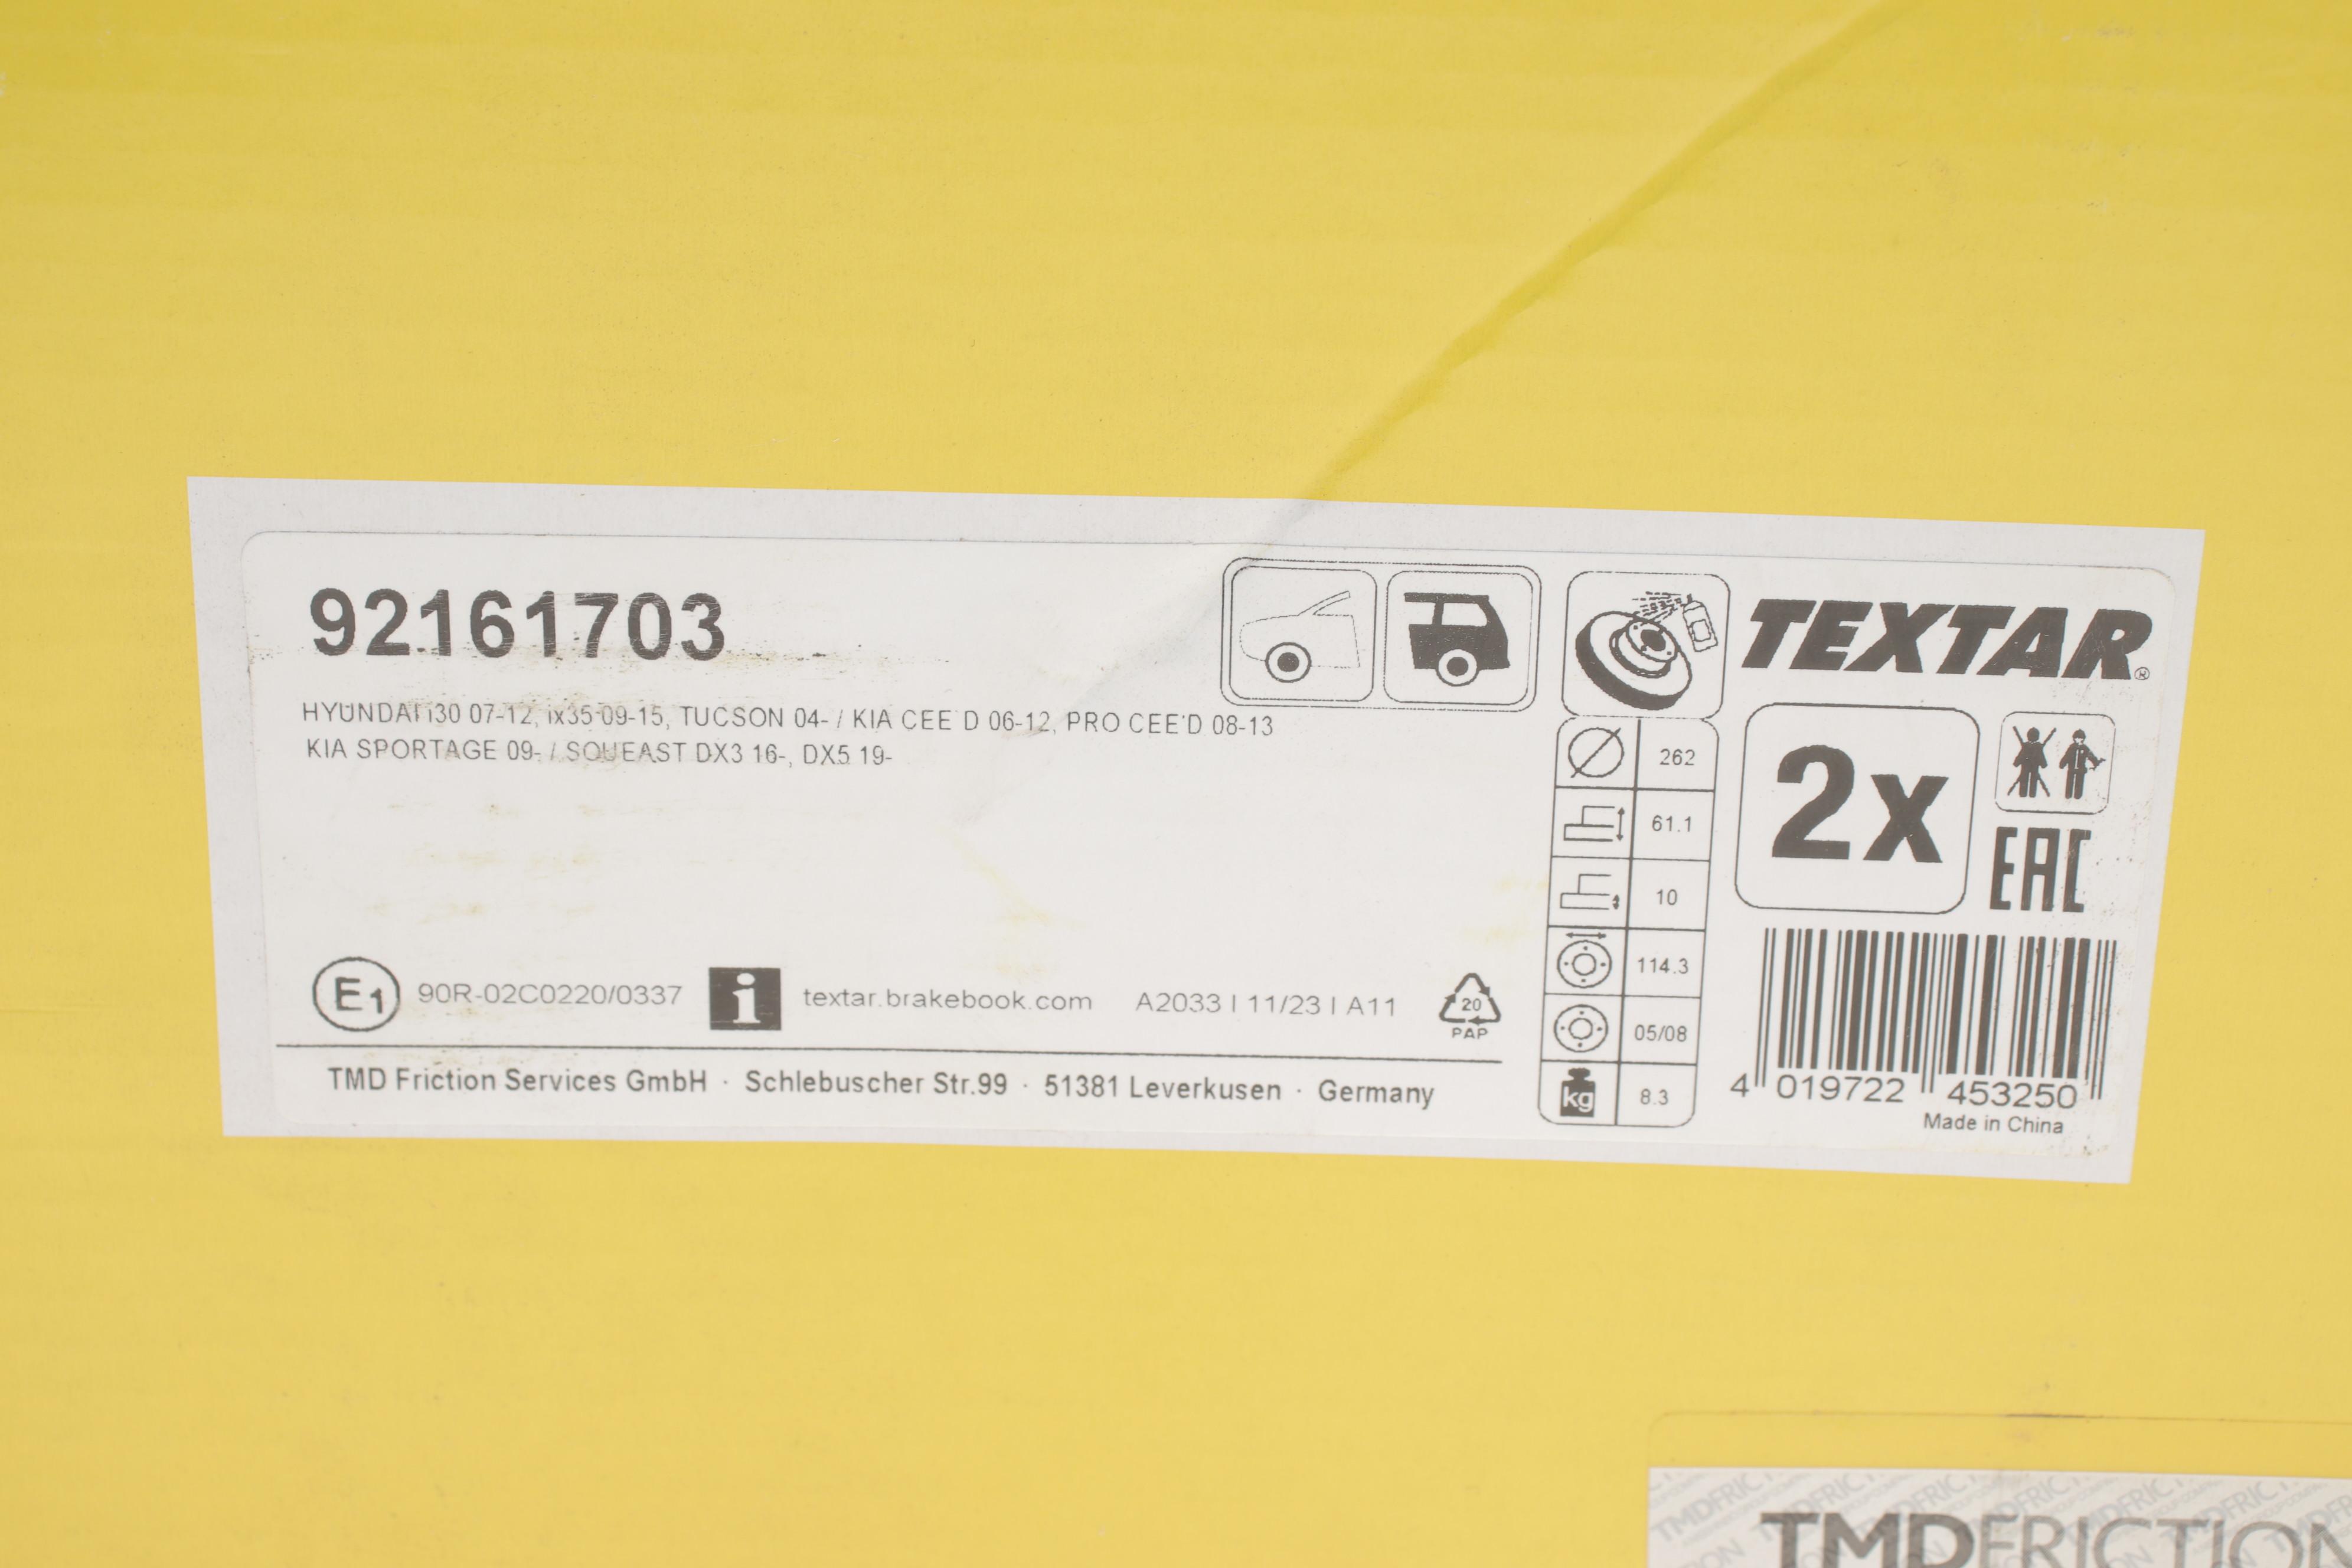 92161703
TEXTAR®
HYUNDAI i30 07-12, ix35 09-15, TUCSON 04- / KIA CEE'D 06-12, PRO CEE'D 08-13
KIA SPORTAGE 09- / SOUEAST DX3 16-, DX5 19-
2x
262
61.1
10
114.3
05/08
kg 8.3
EAC
E1 90R-02C0220/0337 i textar.brakebook.com A2033 | 11/23 | A11
20
PAP
TMD Friction Services GmbH · Schlebuscher Str.99 · 51381 Leverkusen · Germany
4 019722 453250
Made in China
TMDFRICTION